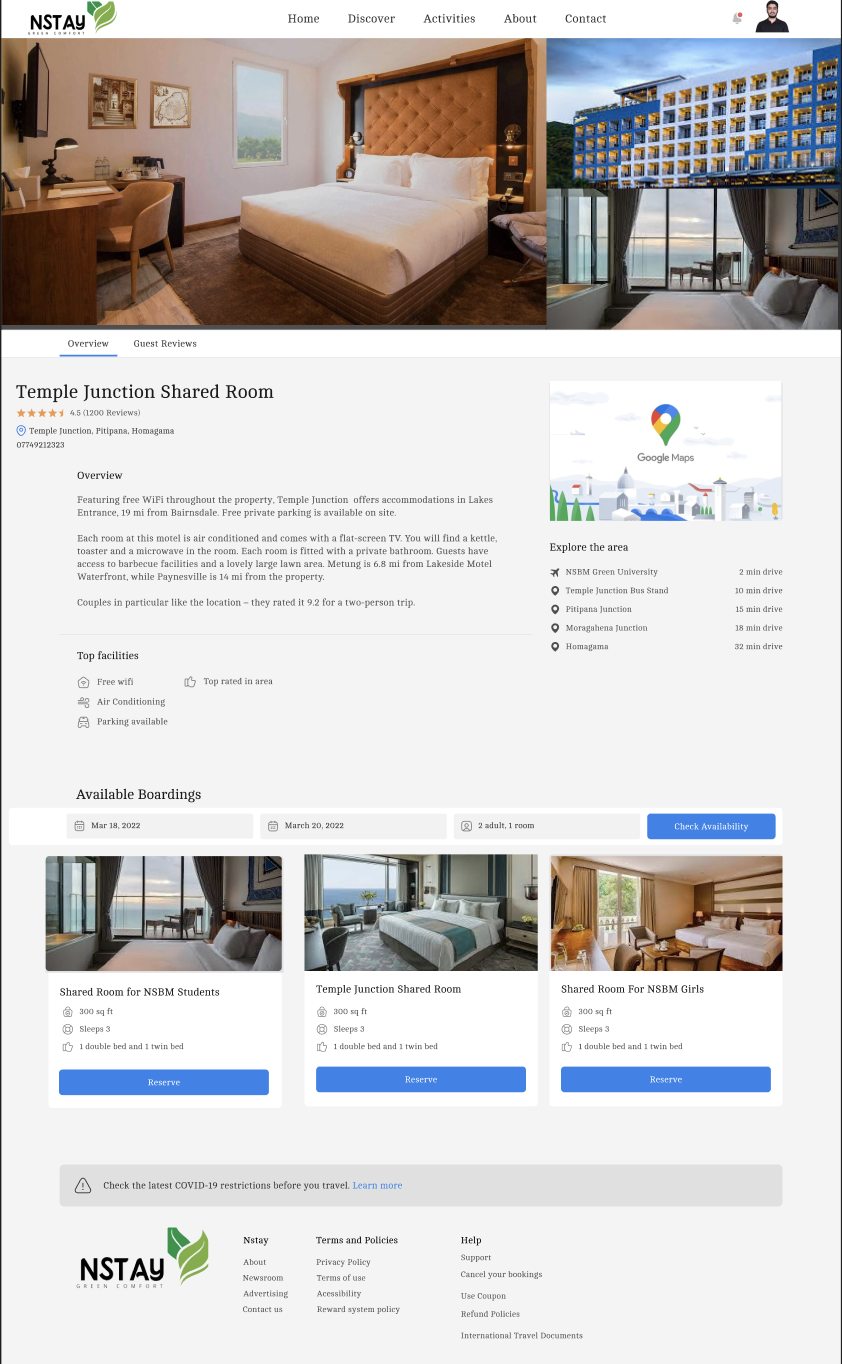 NSTAY
GREEN COMFORT
Home Discover Activities About Contact
Overview Guest Reviews
Temple Junction Shared Room
4.5 (1200 Reviews)
Temple Junction, Pitipana, Homagama
07749212323
Overview
Featuring free WiFi throughout the property, Temple Junction offers accommodations in Lakes
Entrance, 19 mi from Bairnsdale. Free private parking is available on site.
Each room at this motel is air conditioned and comes with a flat-screen TV. You will find a kettle,
toaster and a microwave in the room. Each room is fitted with a private bathroom. Guests have
access to barbecue facilities and a lovely large lawn area. Metung is 6.8 mi from Lakeside Motel
Waterfront, while Paynesville is 14 mi from the property.
Couples in particular like the location – they rated it 9.2 for a two-person trip.
Top facilities
Free wifi Top rated in area
Air Conditioning
Parking available
Google Maps
Explore the area
NSBM Green University 2 min drive
Temple Junction Bus Stand 10 min drive
Pitipana Junction 15 min drive
Moragahena Junction 18 min drive
Homagama 32 min drive
Available Boardings
Mar 18, 2022 March 20, 2022 2 adult, 1 room Check Availability
Shared Room for NSBM Students
300 sq ft
Sleeps 3
1 double bed and 1 twin bed
Reserve
Temple Junction Shared Room
300 sq ft
Sleeps 3
1 double bed and 1 twin bed
Reserve
Shared Room For NSBM Girls
300 sq ft
Sleeps 3
1 double bed and 1 twin bed
Reserve
Check the latest COVID-19 restrictions before you travel. Learn more
NSTAY
GREEN COMFORT
Nstay
About
Newsroom
Advertising
Contact us
Terms and Policies
Privacy Policy
Terms of use
Acessibility
Reward system policy
Help
Support
Cancel your bookings
Use Coupon
Refund Policies
International Travel Documents